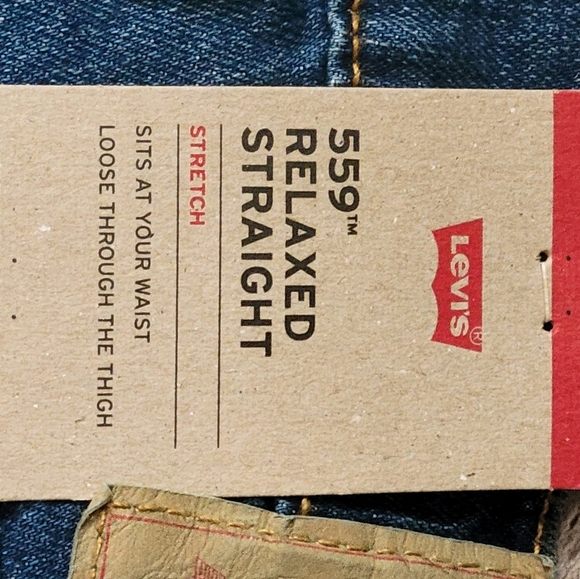 Levi's®
559™
RELAXED
STRAIGHT
STRETCH
SITS AT YOUR WAIST
LOOSE THROUGH THE THIGH